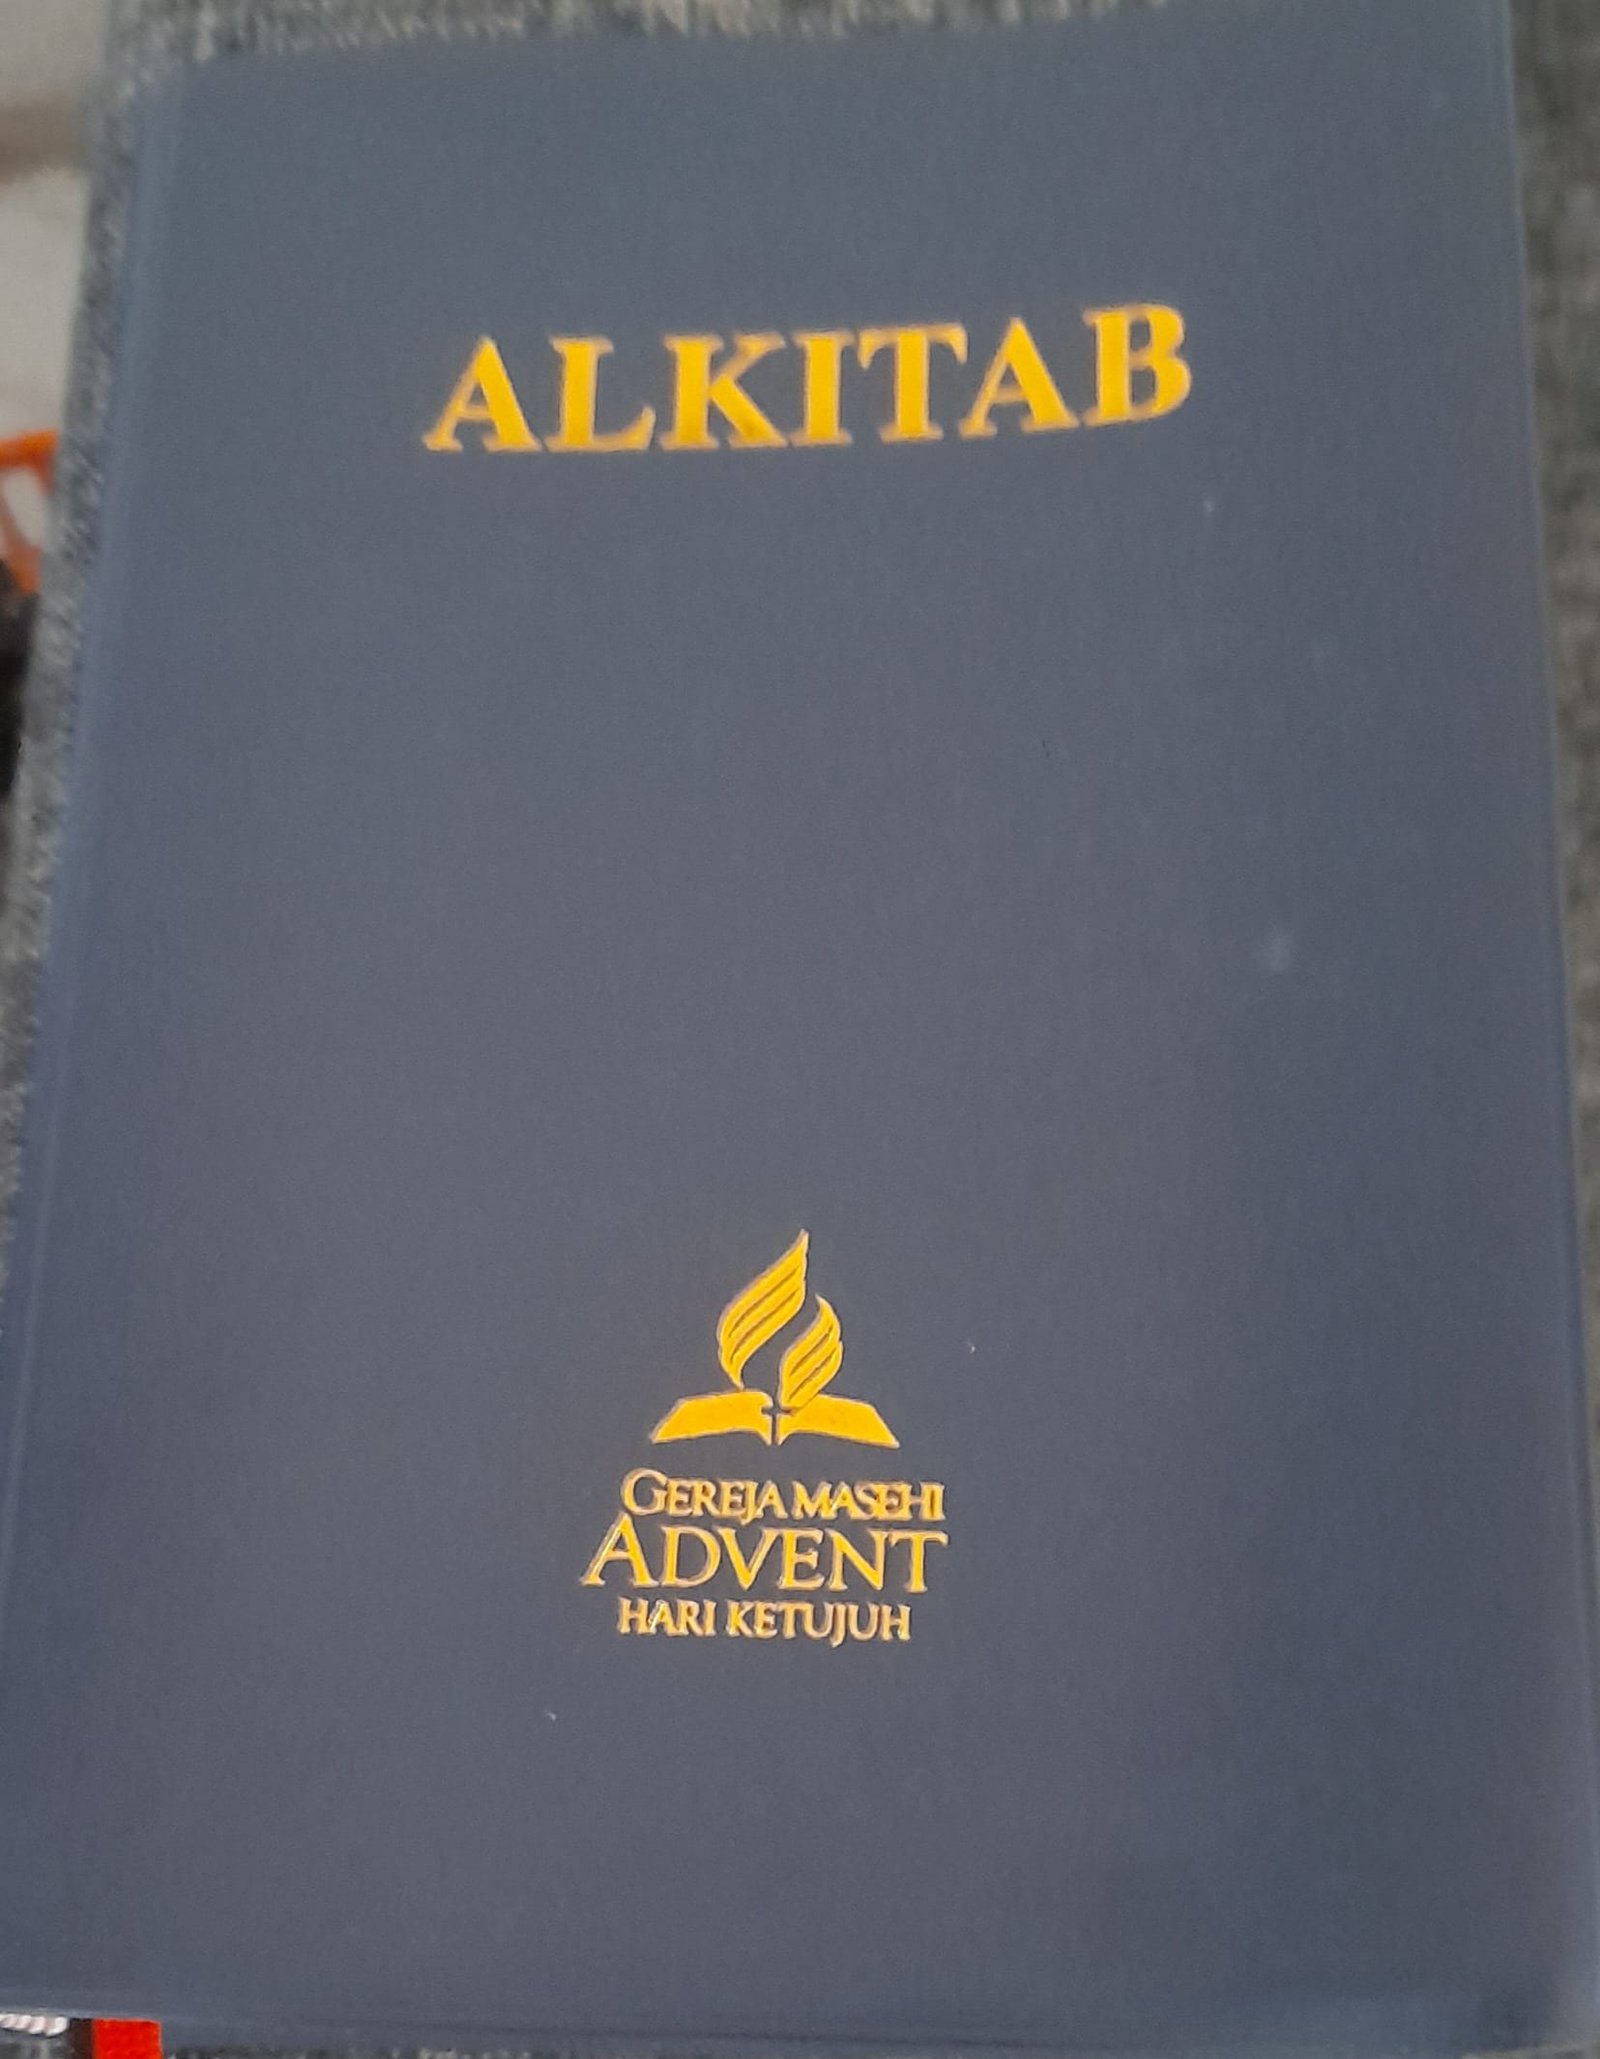 ALKITAB
GEREJA MASEHI
ADVENT
HARI KETUJUH